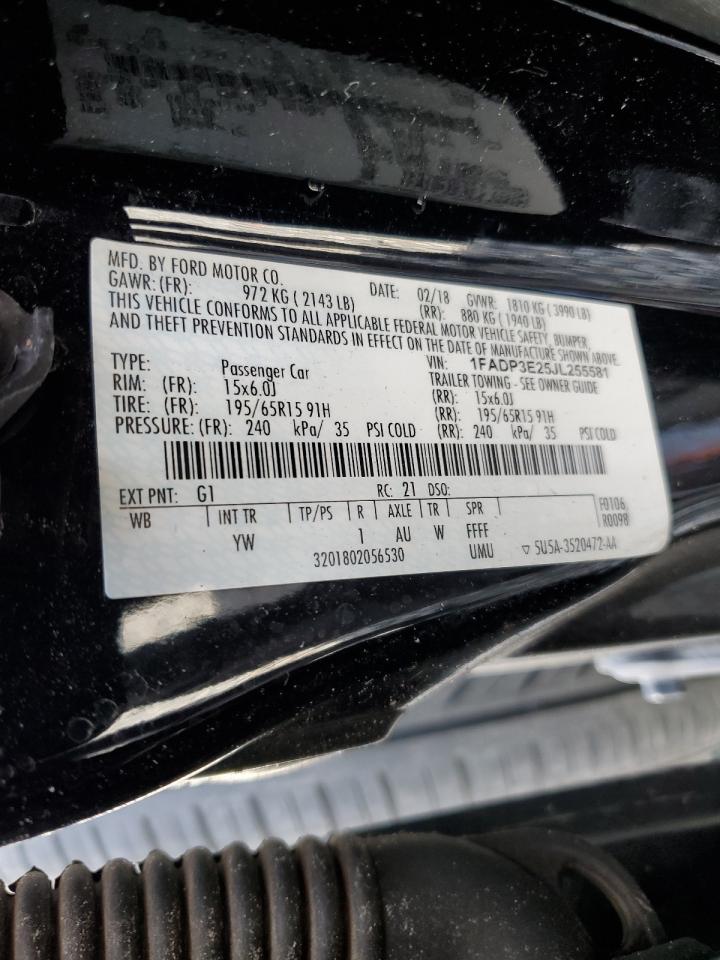 MFD. BY FORD MOTOR CO.
DATE: 02/18 GVWR: 1810 KG ( 3990 LB)
GAWR: (FR): 972 KG ( 2143 LB) (RR): 880 KG ( 1940 LB)
THIS VEHICLE CONFORMS TO ALL APPLICABLE FEDERAL MOTOR VEHICLE SAFETY, BUMPER,
AND THEFT PREVENTION STANDARDS IN EFFECT ON THE DATE OF MANUFACTURE SHOWN ABOVE.
VIN: 1FADP3E25JL255581
TYPE: Passenger Car TRAILER TOWING - SEE OWNER GUIDE
RIM: (FR): 15x6.0J (RR): 15x6.0J
TIRE: (FR): 195/65R15 91H (RR): 195/65R15 91H
PRESSURE: (FR): 240 kPa/ 35 PSI COLD (RR): 240 kPa/ 35 PSI COLD
EXT PNT: G1 RC: 21 DSO:
WB INT TR TP/PS R AXLE TR SPR F0106
R0098
YW 1 AU W FFFF
3201802056530 UMU ▽ 5U5A-3520472-AA